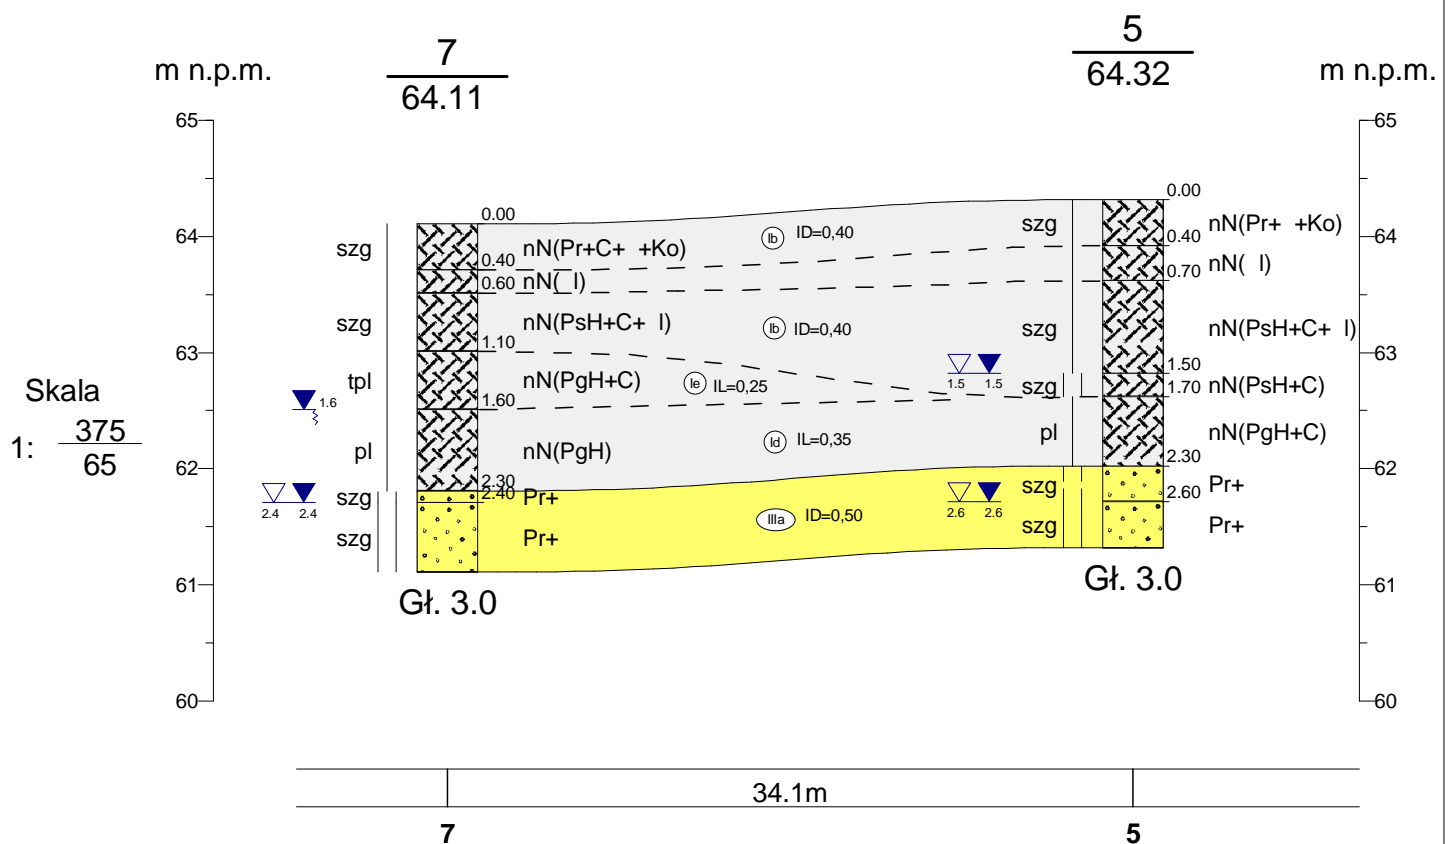 7
64.11
5
64.32
m n.p.m.
m n.p.m.
65
64
63
62
61
60
65
64
63
62
61
60
Skala
1: 375
65
szg
szg
tpl
pl
szg
szg
1.6
2.4 2.4
0.00
0.40
0.60
1.10
1.60
2.30
2.40
nN(Pr+C+ +Ko)
nN( l)
nN(PsH+C+ l)
nN(PgH+C)
nN(PgH)
Pr+
Pr+
Gł. 3.0
Ib ID=0,40
Ib ID=0,40
Ie IL=0,25
Id IL=0,35
IIIa ID=0,50
szg
szg
szg
pl
szg
szg
1.5 1.5
2.6 2.6
0.00
0.40
0.70
1.50
1.70
2.30
2.60
nN(Pr+ +Ko)
nN( l)
nN(PsH+C+ l)
nN(PsH+C)
nN(PgH+C)
Pr+
Pr+
Gł. 3.0
34.1m
7
5